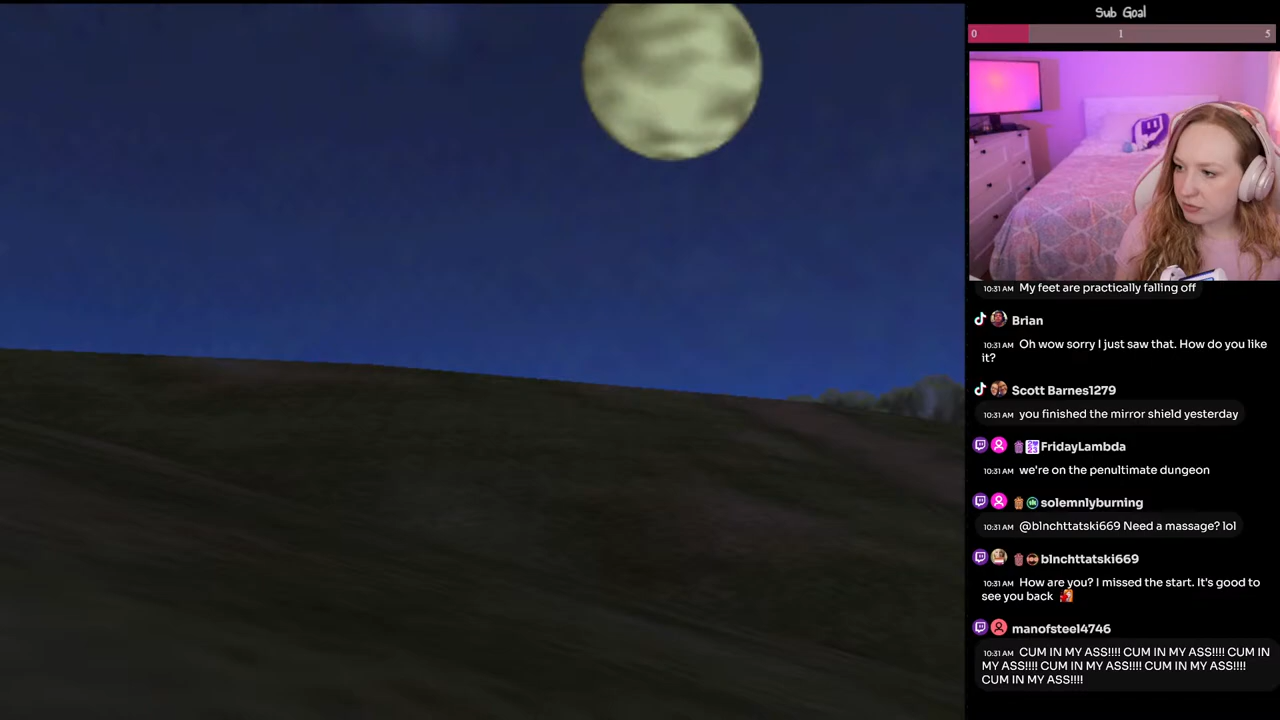 Sub Goal
0 1 5
10:31 AM My feet are practically falling off
Brian
10:31 AM Oh wow sorry I just saw that. How do you like
it?
Scott Barnes1279
10:31 AM you finished the mirror shield yesterday
FridayLambda
10:31 AM we're on the penultimate dungeon
solemnlyburning
10:31 AM @blnchttatski669 Need a massage? lol
blnchttatski669
10:31 AM How are you? I missed the start. It's good to
see you back
manofsteel4746
10:31 AM CUM IN MY ASS!!!! CUM IN MY ASS!!!! CUM IN
MY ASS!!!! CUM IN MY ASS!!!! CUM IN MY ASS!!!!
CUM IN MY ASS!!!!